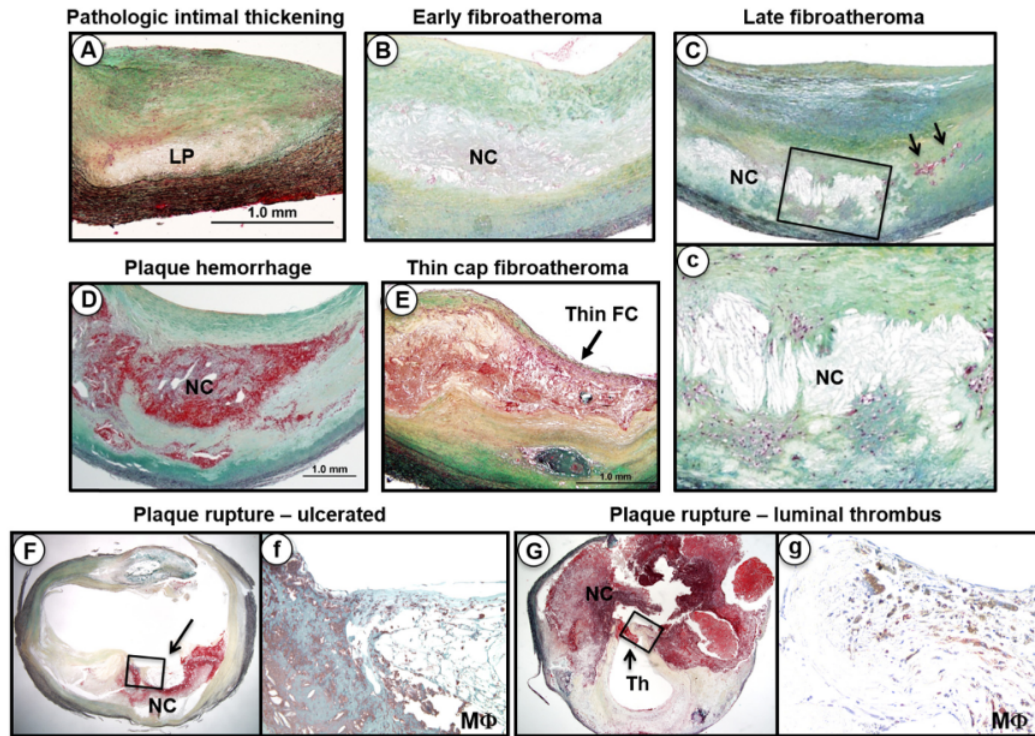 Pathologic intimal thickening
Early fibroatheroma
Late fibroatheroma
A
LP
1.0 mm
B
NC
C
NC
Plaque hemorrhage
Thin cap fibroatheroma
D
NC
1.0 mm
E
Thin FC
1.0 mm
c
NC
Plaque rupture – ulcerated
Plaque rupture – luminal thrombus
F
NC
f
MΦ
G
NC
Th
g
MΦ